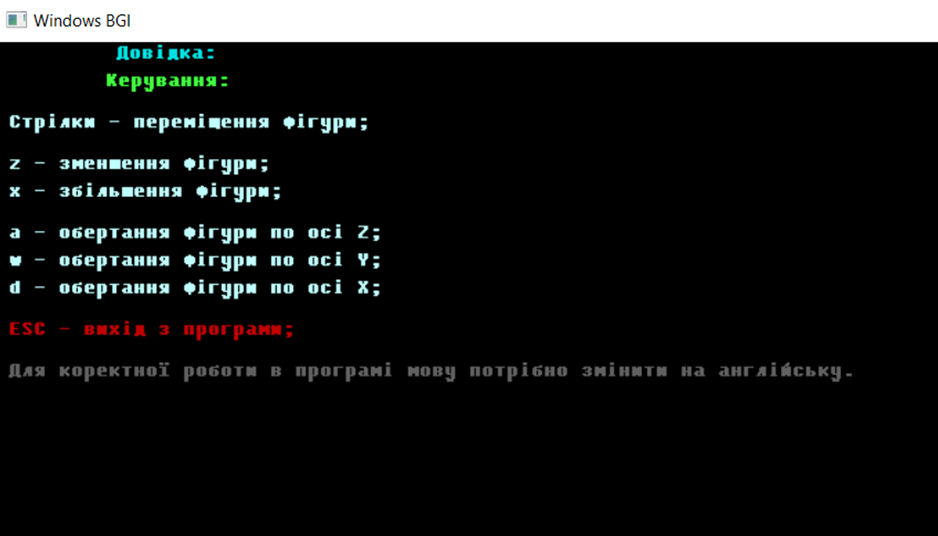 Windows BGI
Довідка:
Керування:
Стрілки - переміщення фігури;
z - зменшення фігури;
x - збільшення фігури;
a - обертання фігури по осі Z;
w - обертання фігури по осі Y;
d - обертання фігури по осі X;
ESC - вихід з програми;
Для коректної роботи в програмі мову потрібно змінити на англійську.